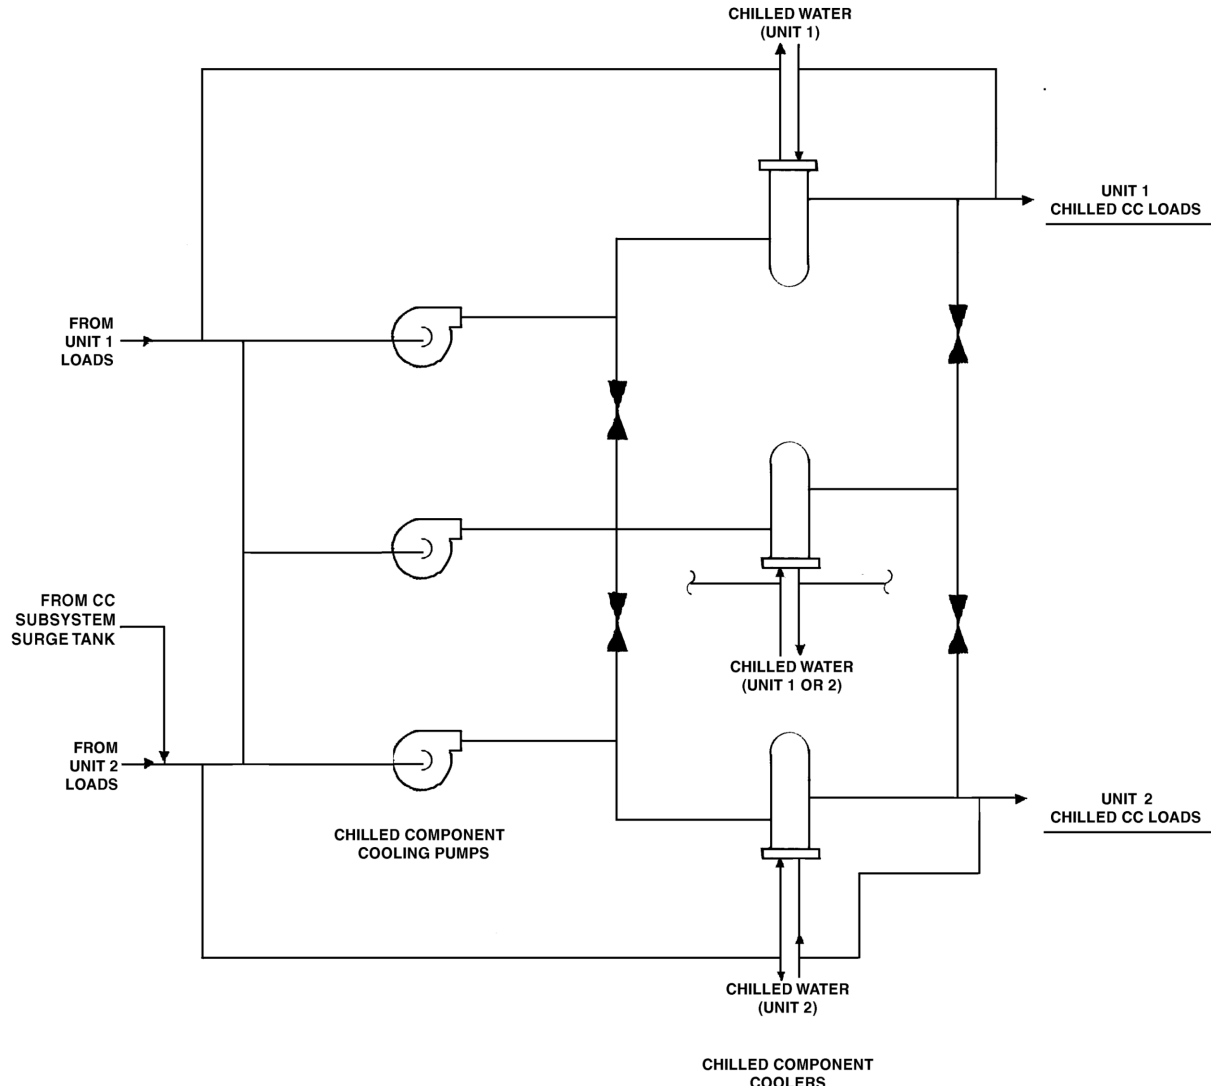 CHILLED WATER
(UNIT 1)
UNIT 1
CHILLED CC LOADS
FROM
UNIT 1
LOADS
FROM CC
SUBSYSTEM
SURGE TANK
CHILLED WATER
(UNIT 1 OR 2)
FROM
UNIT 2
LOADS
UNIT 2
CHILLED CC LOADS
CHILLED COMPONENT
COOLING PUMPS
CHILLED WATER
(UNIT 2)
CHILLED COMPONENT
COOLERS